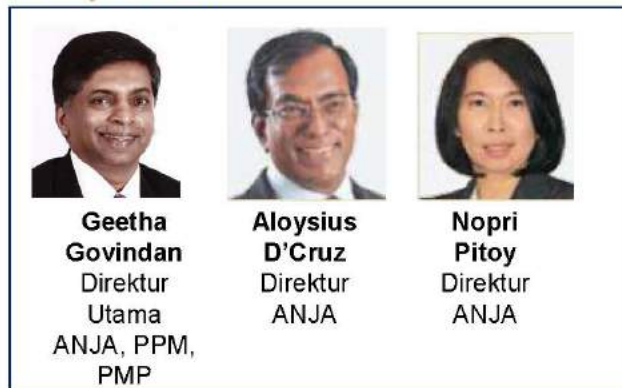 Geetha
Govindan
Direktur
Utama
ANJA, PPM,
PMP
Aloysius
D'Cruz
Direktur
ANJA
Nopri
Pitoy
Direktur
ANJA